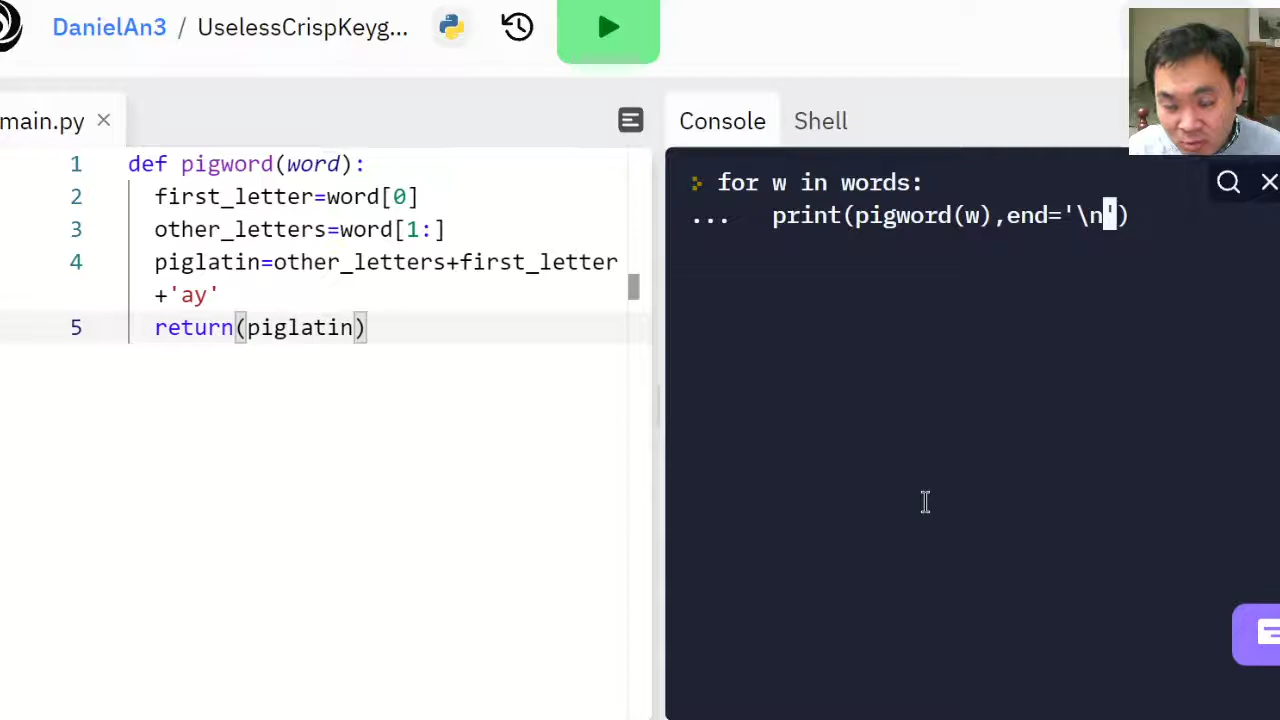 DanielAn3 / UselessCrispKeyg...
main.py ×
Console Shell
1 def pigword(word):
2 first_letter=word[0]
3 other_letters=word[1:]
4 piglatin=other_letters+first_letter
+'ay'
5 return(piglatin)
for w in words:
... print(pigword(w),end='\n')